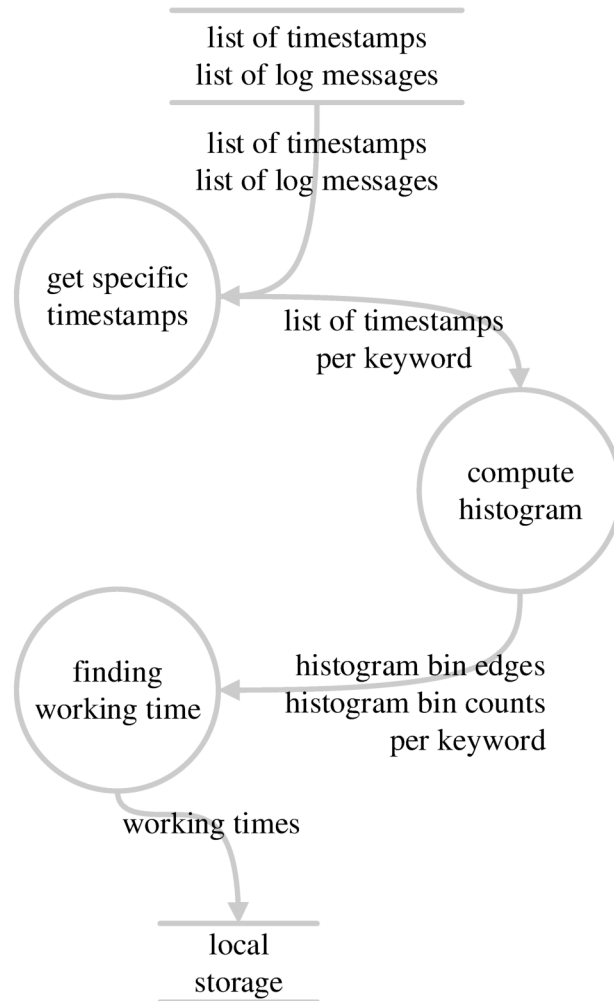 list of timestamps
list of log messages
list of timestamps
list of log messages
get specific
timestamps
list of timestamps
per keyword
compute
histogram
finding
working time
histogram bin edges
histogram bin counts
per keyword
working times
local
storage